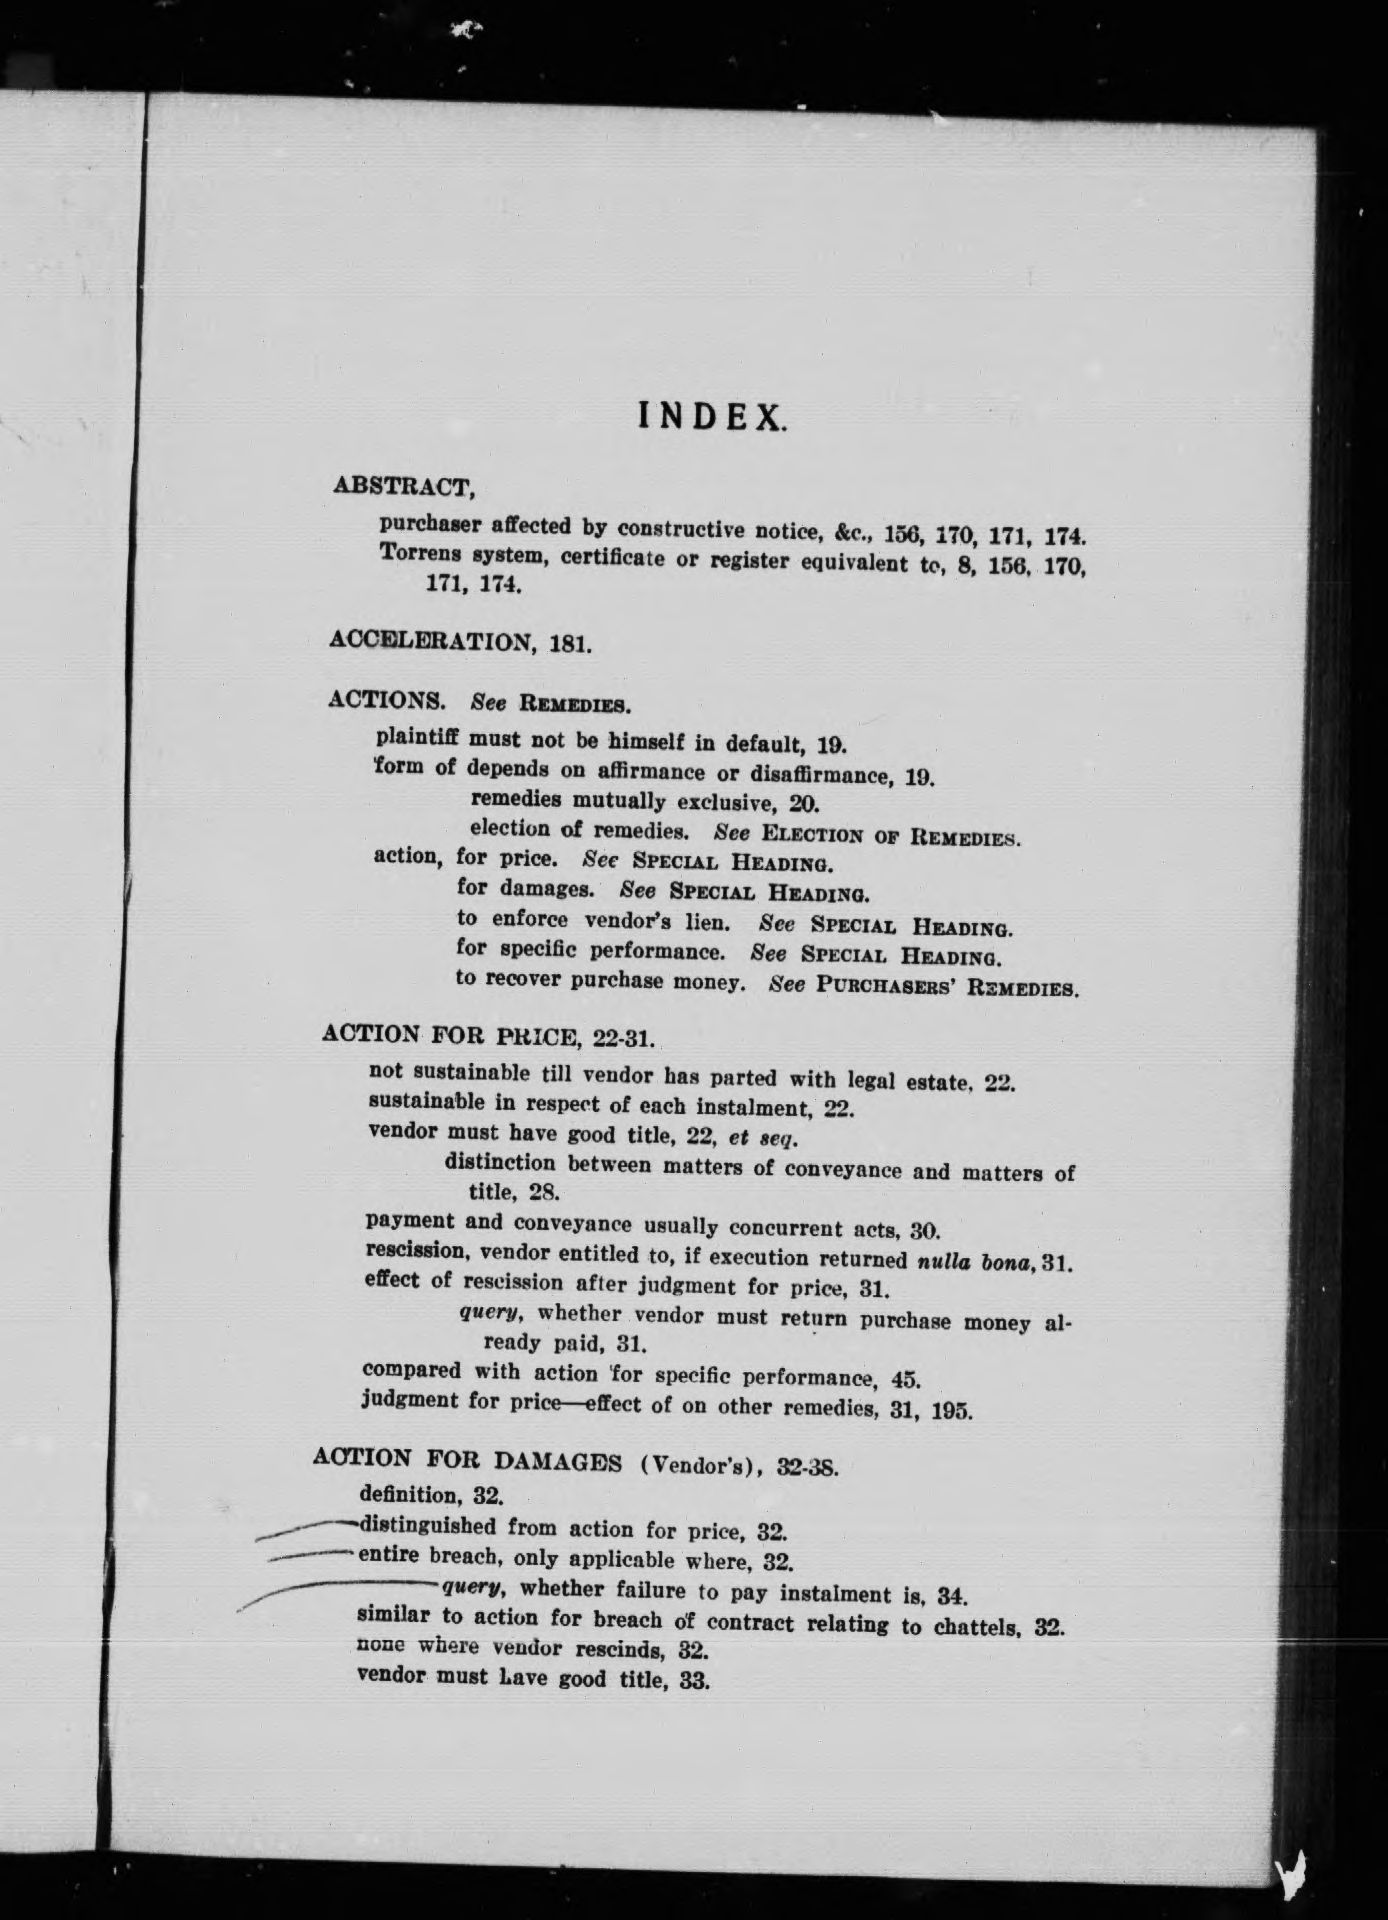 INDEX.
ABSTRACT,
purchaser affected by constructive notice, &c., 156, 170, 171, 174.
Torrens system, certificate or register equivalent to, 8, 156, 170,
171, 174.
ACCELERATION, 181.
ACTIONS. See REMEDIES.
plaintiff must not be himself in default, 19.
form of depends on affirmance or disaffirmance, 19.
remedies mutually exclusive, 20.
election of remedies. See ELECTION OF REMEDIES.
action, for price. See SPECIAL HEADING.
for damages. See SPECIAL HEADING.
to enforce vendor's lien. See SPECIAL HEADING.
for specific performance. See SPECIAL HEADING.
to recover purchase money. See PURCHASERS' REMEDIES.
ACTION FOR PRICE, 22-31.
not sustainable till vendor has parted with legal estate, 22.
sustainable in respect of each instalment, 22.
vendor must have good title, 22, et seq.
distinction between matters of conveyance and matters of
title, 28.
payment and conveyance usually concurrent acts, 30.
rescission, vendor entitled to, if execution returned nulla bona, 31.
effect of rescission after judgment for price, 31.
query, whether vendor must return purchase money al-
ready paid, 31.
compared with action for specific performance, 45.
judgment for price—effect of on other remedies, 31, 195.
ACTION FOR DAMAGES (Vendor's), 32-38.
definition, 32.
distinguished from action for price, 32.
entire breach, only applicable where, 32.
query, whether failure to pay instalment is, 34.
similar to action for breach of contract relating to chattels, 32.
none where vendor rescinds, 32.
vendor must have good title, 33.